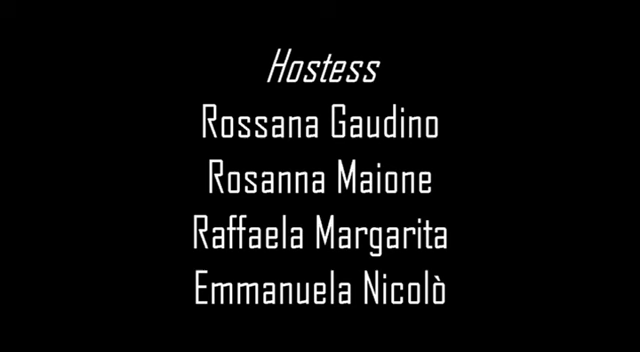 Hostess
Rossana Gaudino
Rosanna Maione
Raffaela Margarita
Emmanuela Nicolò